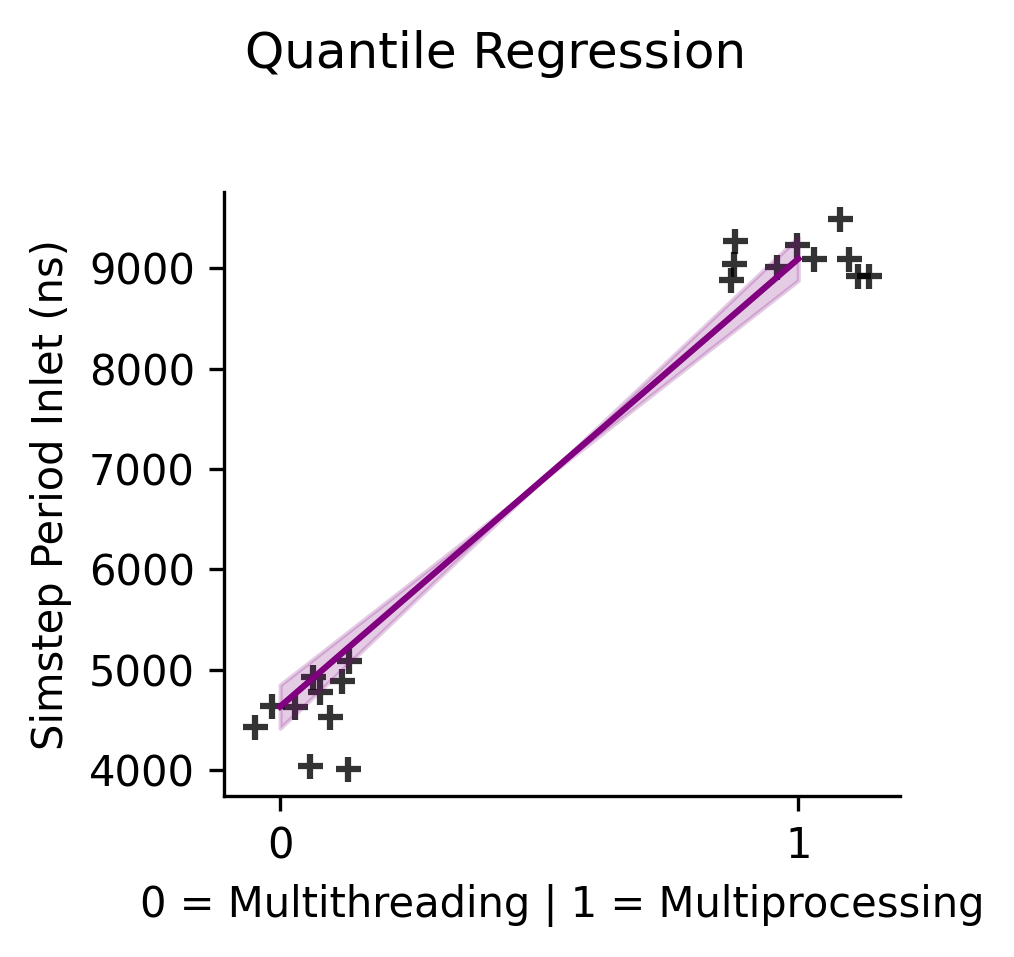 Quantile Regression
Simstep Period Inlet (ns)
9000
8000
7000
6000
5000
4000
0 1
0 = Multithreading | 1 = Multiprocessing